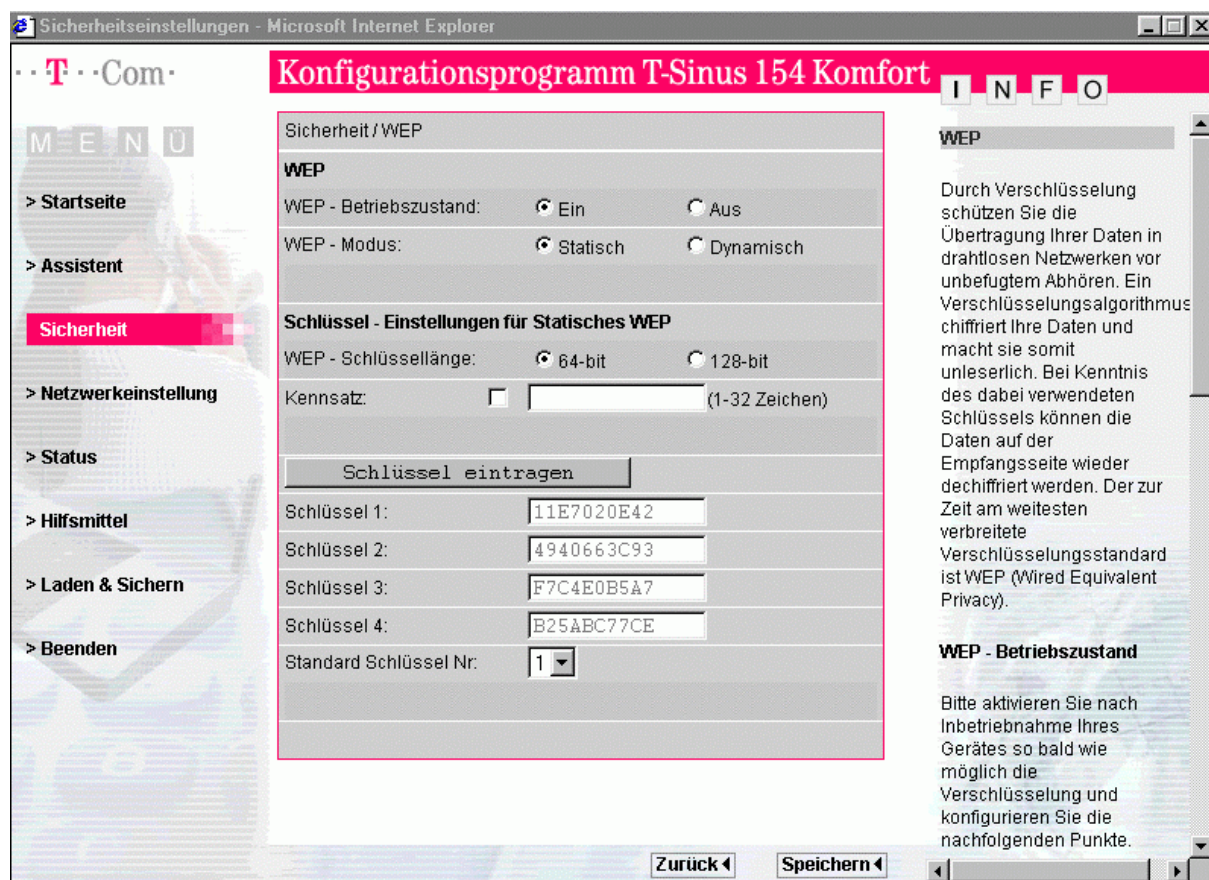 Sicherheitseinstellungen - Microsoft Internet Explorer
···T··Com·
Konfigurationsprogramm T-Sinus 154 Komfort
I N F O
M E N Ü
> Startseite
> Assistent
Sicherheit
> Netzwerkeinstellung
> Status
> Hilfsmittel
> Laden & Sichern
> Beenden
Sicherheit / WEP
WEP
WEP - Betriebszustand: Ein Aus
WEP - Modus: Statisch Dynamisch
Schlüssel - Einstellungen für Statisches WEP
WEP - Schlüssellänge: 64-bit 128-bit
Kennsatz: (1-32 Zeichen)
Schlüssel eintragen
Schlüssel 1: 11E7020E42
Schlüssel 2: 4940663C93
Schlüssel 3: F7C4E0B5A7
Schlüssel 4: B25ABC77CE
Standard Schlüssel Nr: 1
WEP
Durch Verschlüsselung
schützen Sie die
Übertragung Ihrer Daten in
drahtlosen Netzwerken vor
unbefugtem Abhören. Ein
Verschlüsselungsalgorithmus
chiffriert Ihre Daten und
macht sie somit
unleserlich. Bei Kenntnis
des dabei verwendeten
Schlüssels können die
Daten auf der
Empfangsseite wieder
dechiffriert werden. Der zur
Zeit am weitesten
verbreitete
Verschlüsselungsstandard
ist WEP (Wired Equivalent
Privacy).
WEP - Betriebszustand
Bitte aktivieren Sie nach
Inbetriebnahme Ihres
Gerätes so bald wie
möglich die
Verschlüsselung und
konfigurieren Sie die
nachfolgenden Punkte.
Zurück Speichern